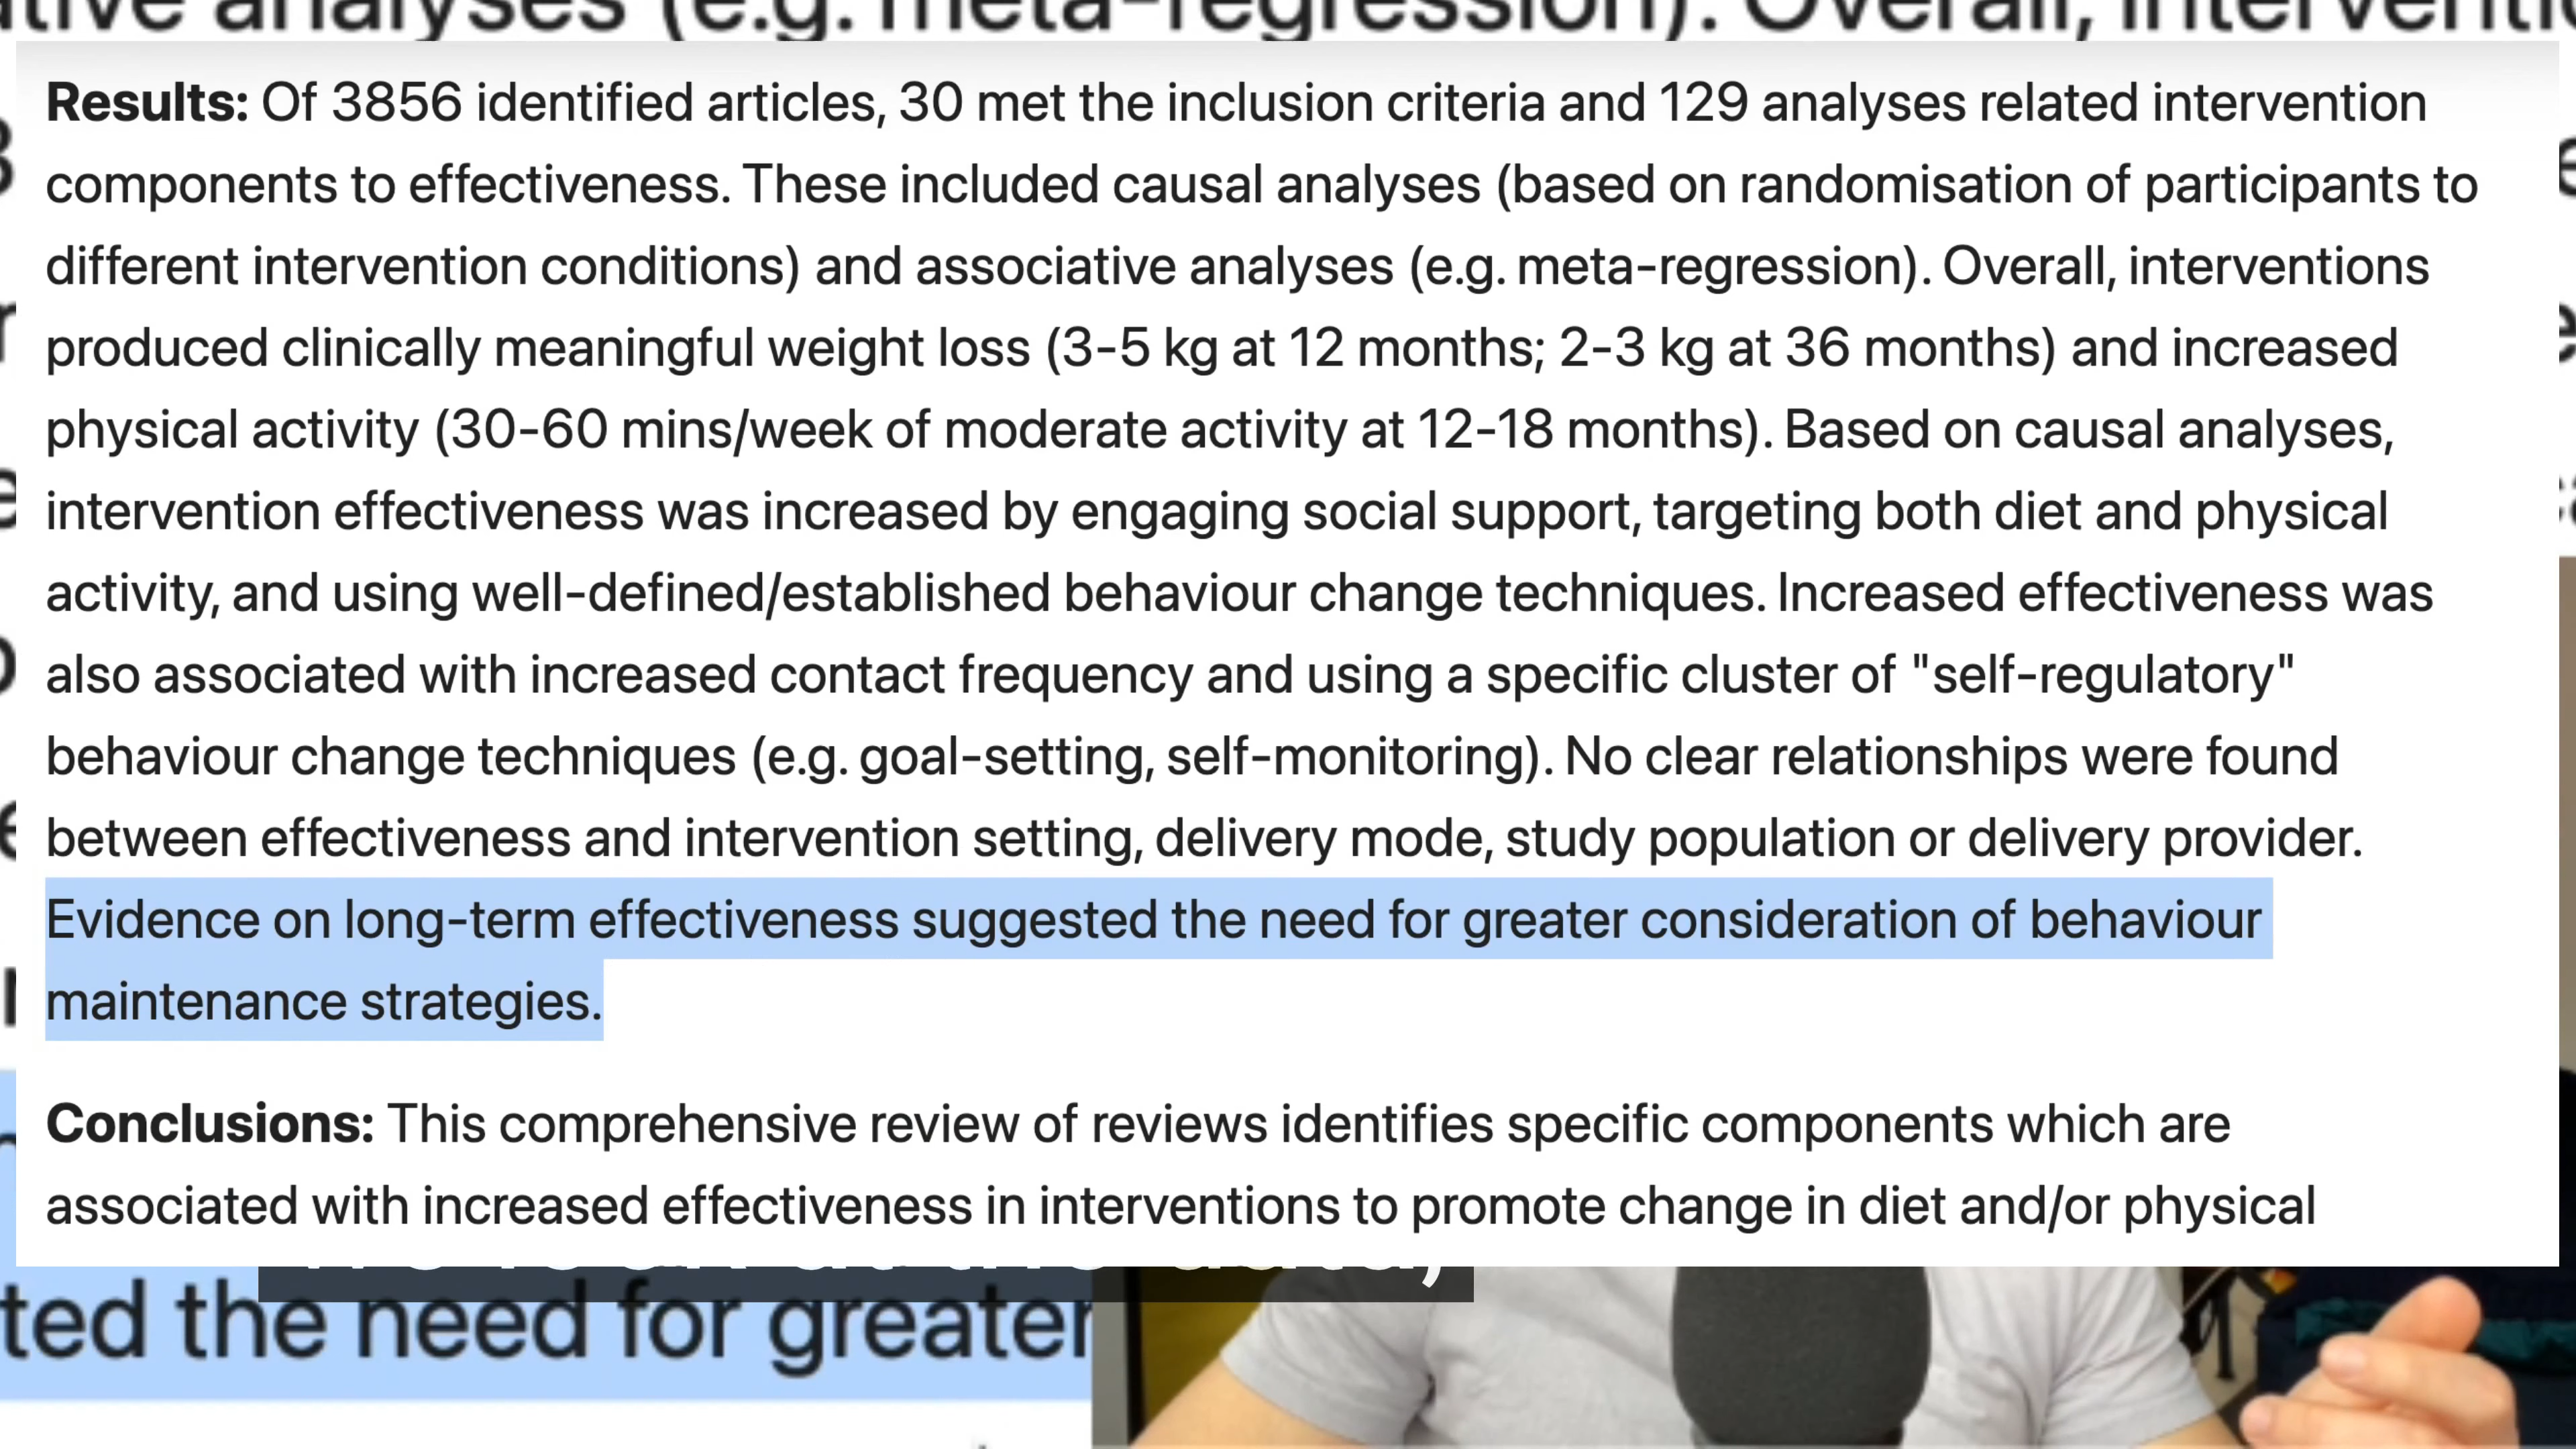 ative analyses (e.g. meta-regression). Overall, interventi
Results: Of 3856 identified articles, 30 met the inclusion criteria and 129 analyses related intervention
components to effectiveness. These included causal analyses (based on randomisation of participants to
different intervention conditions) and associative analyses (e.g. meta-regression). Overall, interventions
produced clinically meaningful weight loss (3-5 kg at 12 months; 2-3 kg at 36 months) and increased
physical activity (30-60 mins/week of moderate activity at 12-18 months). Based on causal analyses,
intervention effectiveness was increased by engaging social support, targeting both diet and physical
activity, and using well-defined/established behaviour change techniques. Increased effectiveness was
also associated with increased contact frequency and using a specific cluster of "self-regulatory"
behaviour change techniques (e.g. goal-setting, self-monitoring). No clear relationships were found
between effectiveness and intervention setting, delivery mode, study population or delivery provider.
Evidence on long-term effectiveness suggested the need for greater consideration of behaviour
maintenance strategies.
Conclusions: This comprehensive review of reviews identifies specific components which are
associated with increased effectiveness in interventions to promote change in diet and/or physical
ted the need for greater